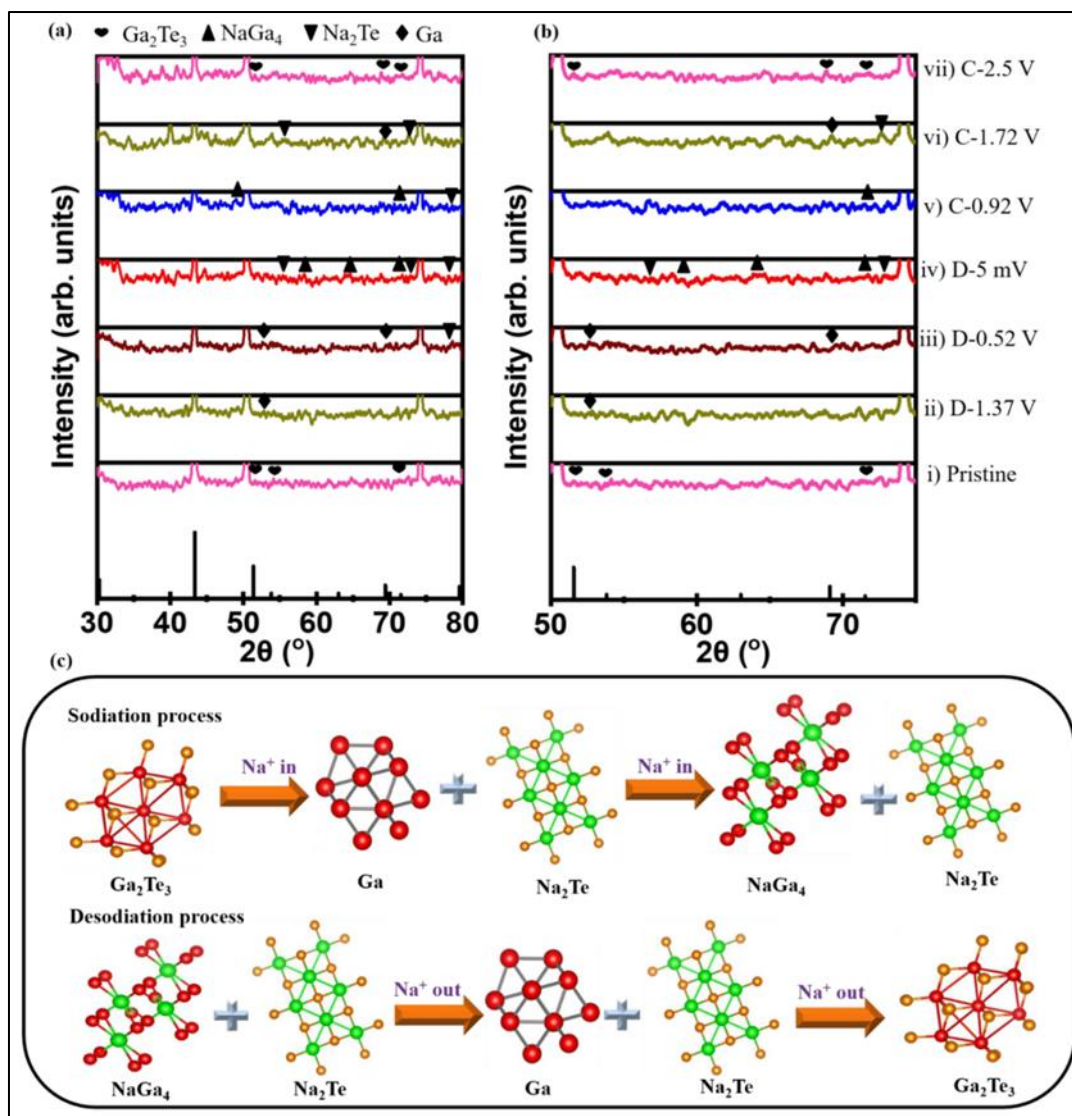 (a) Ga₂Te₃ NaGa₄ Na₂Te Ga (b)
vii) C-2.5 V
vi) C-1.72 V
v) C-0.92 V
iv) D-5 mV
iii) D-0.52 V
ii) D-1.37 V
i) Pristine
Intensity (arb. units)
Intensity (arb. units)
30 40 50 60 70 80
2θ (°)
50 60 70
2θ (°)
(c)
Sodiation process
Na⁺ in
Na⁺ in
Ga₂Te₃
Ga
Na₂Te
NaGa₄
Na₂Te
Desodiation process
Na⁺ out
Na⁺ out
NaGa₄
Na₂Te
Ga
Na₂Te
Ga₂Te₃